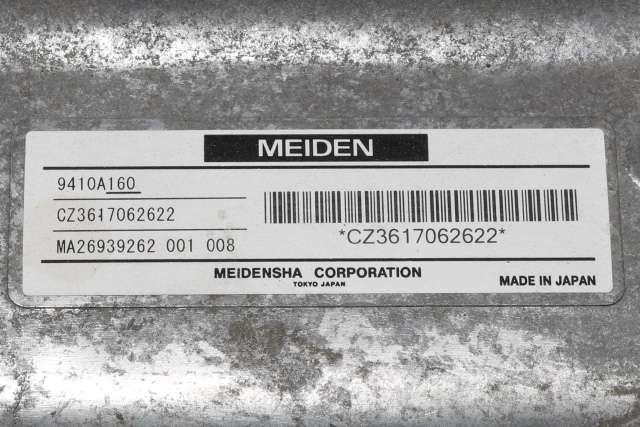 MEIDEN
9410A160
CZ3617062622
*CZ3617062622*
MA26939262 001 008
MEIDENSHA CORPORATION
TOKYO JAPAN
MADE IN JAPAN